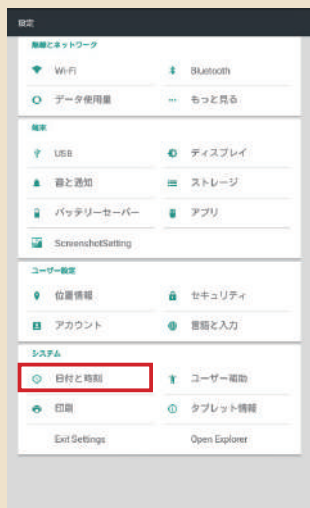 設定
無線とネットワーク
Wi-Fi
Bluetooth
データ使用量
もっと見る
端末
USB
ディスプレイ
音と通知
ストレージ
バッテリーセーバー
アプリ
ScreenshotSetting
ユーザー設定
位置情報
セキュリティ
アカウント
言語と入力
システム
日付と時刻
ユーザー補助
印刷
タブレット情報
Exit Settings
Open Explorer